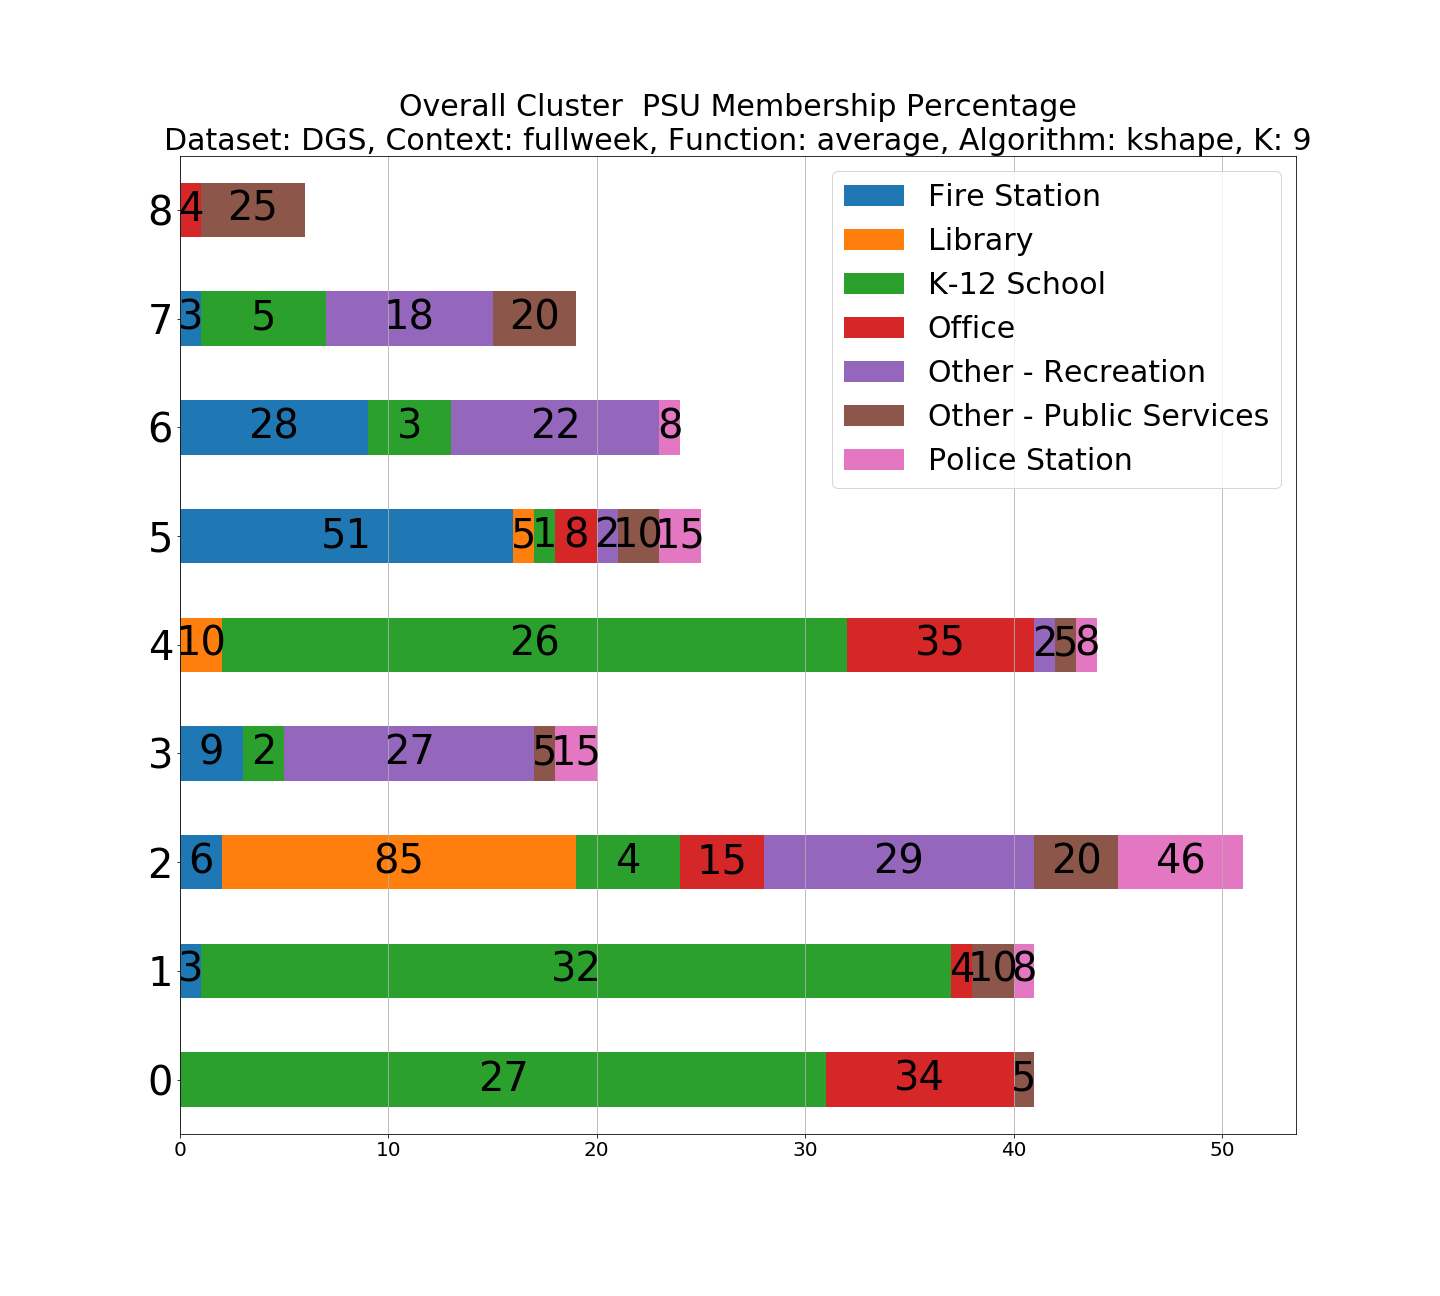 Overall Cluster  PSU Membership Percentage
Dataset: DGS, Context: fullweek, Function: average, Algorithm: kshape, K: 9
Fire Station
Library
K-12 School
Office
Other - Recreation
Other - Public Services
Police Station
8 4 25
7 3 5 18 20
6 28 3 22 8
5 51 5 1 8 2 10 15
4 10 26 35 2 5 8
3 9 2 27 5 15
2 6 85 4 15 29 20 46
1 3 32 4 10 8
0 27 34 5
0 10 20 30 40 50